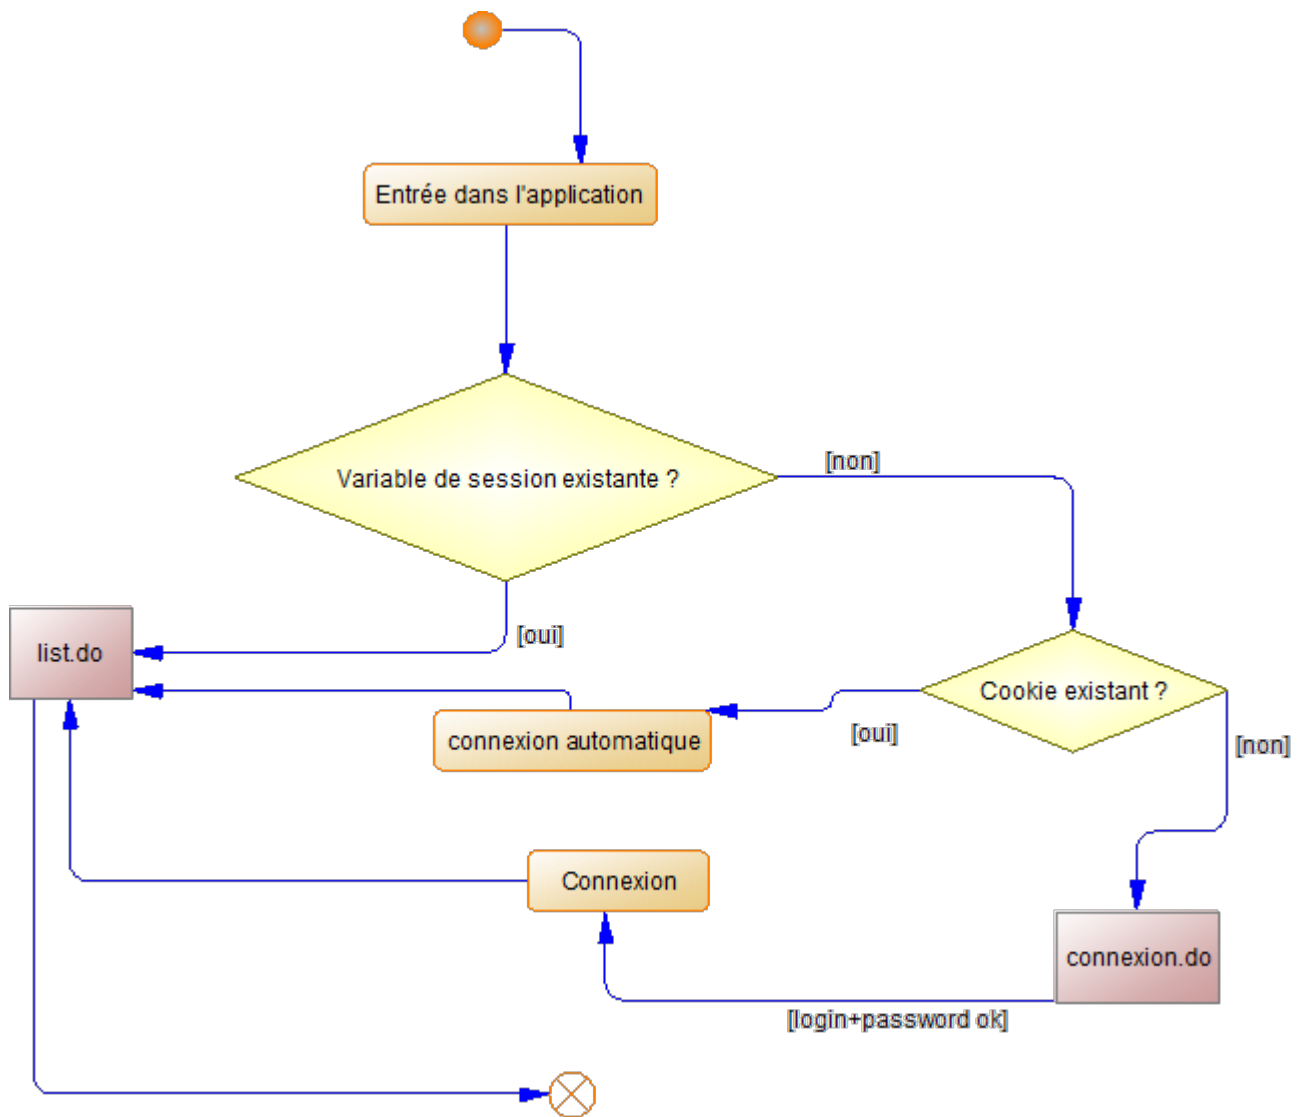 Entrée dans l'application
Variable de session existante ?
[non]
[oui]
list.do
Cookie existant ?
[oui]
connexion automatique
[non]
Connexion
connexion.do
[login+password ok]